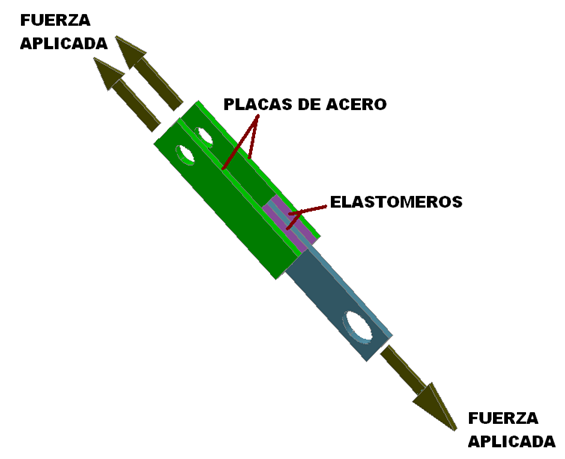 FUERZA
APLICADA
PLACAS DE ACERO
ELASTOMEROS
FUERZA
APLICADA